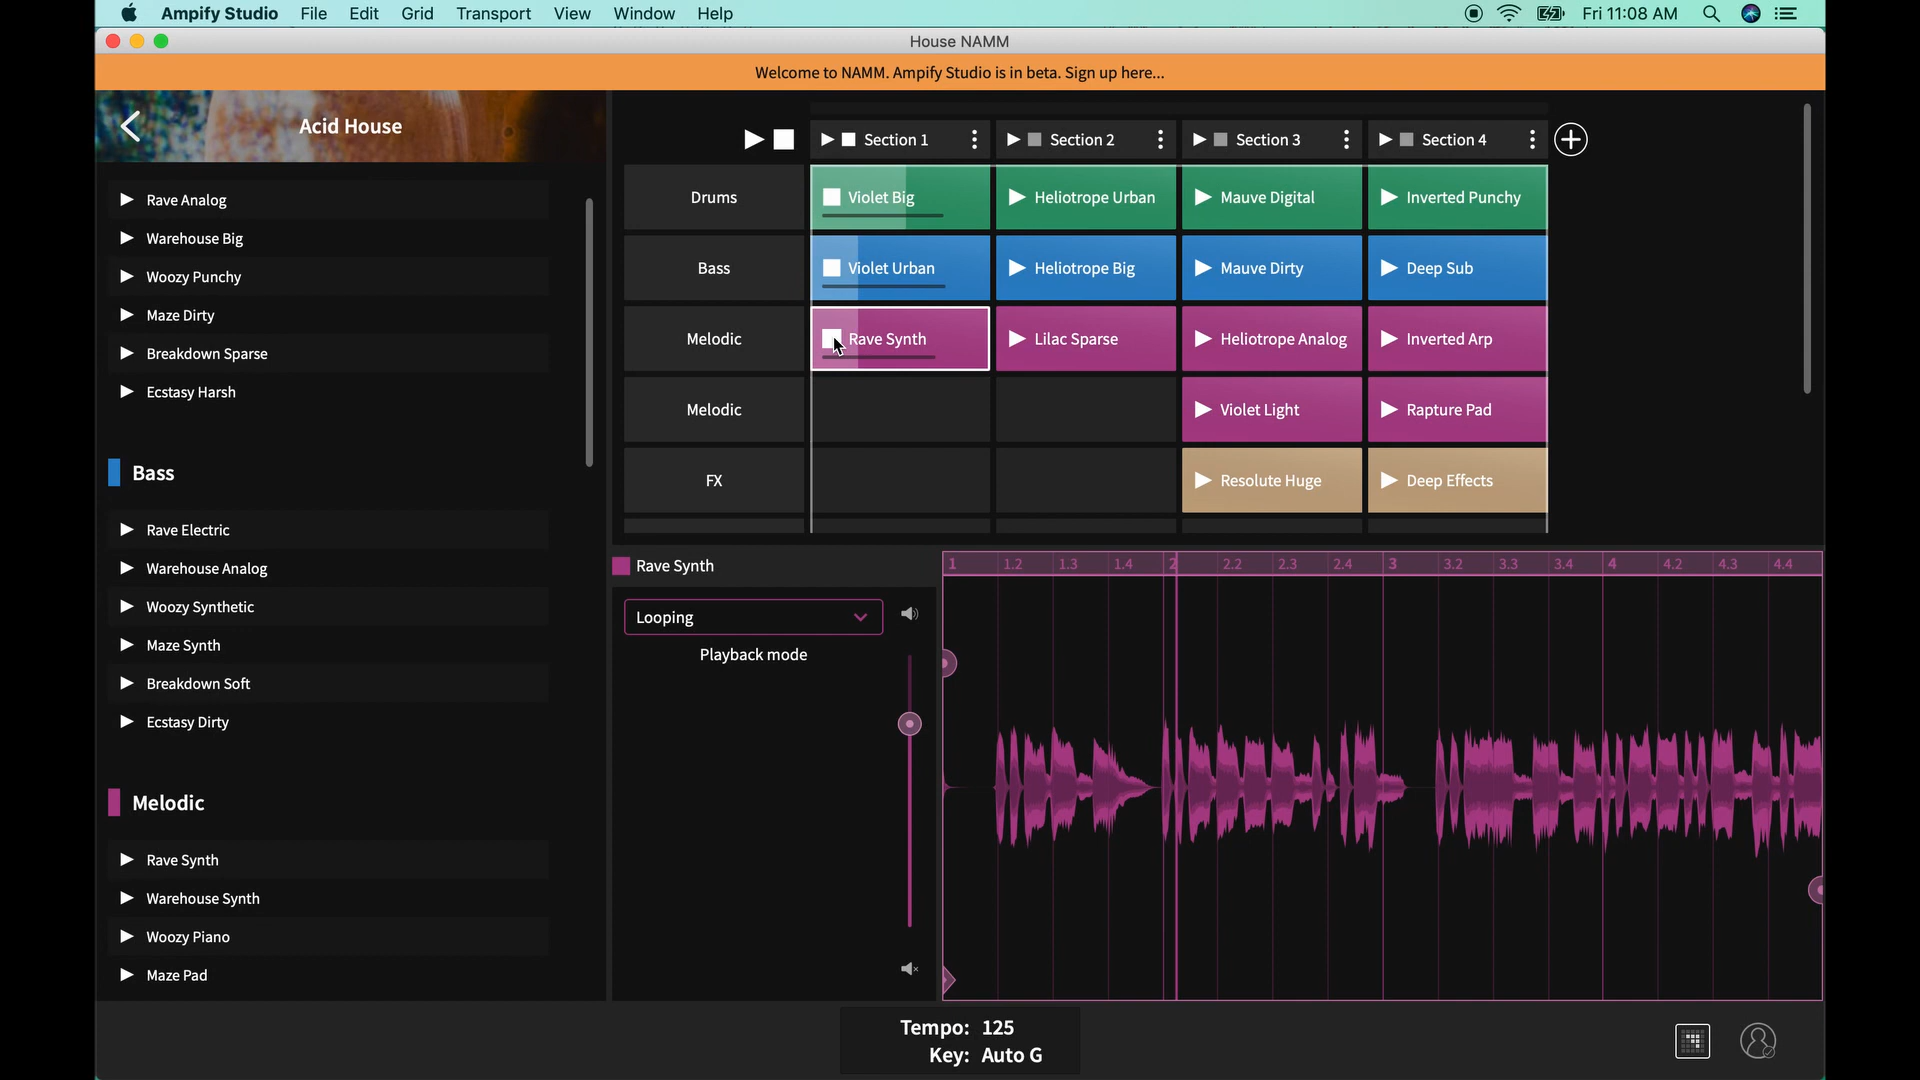 Ampify Studio File Edit Grid Transport View Window Help Fri 11:08 AM
House NAMM
Welcome to NAMM. Ampify Studio is in beta. Sign up here...
Acid House
Rave Analog
Warehouse Big
Woozy Punchy
Maze Dirty
Breakdown Sparse
Ecstasy Harsh
Bass
Rave Electric
Warehouse Analog
Woozy Synthetic
Maze Synth
Breakdown Soft
Ecstasy Dirty
Melodic
Rave Synth
Warehouse Synth
Woozy Piano
Maze Pad
Section 1 Section 2 Section 3 Section 4
Drums Violet Big Heliotrope Urban Mauve Digital Inverted Punchy
Bass Violet Urban Heliotrope Big Mauve Dirty Deep Sub
Melodic Rave Synth Lilac Sparse Heliotrope Analog Inverted Arp
Melodic Violet Light Rapture Pad
FX Resolute Huge Deep Effects
Rave Synth
Looping
Playback mode
1 1.2 1.3 1.4 2 2.2 2.3 2.4 3 3.2 3.3 3.4 4 4.2 4.3 4.4
Tempo: 125
Key: Auto G